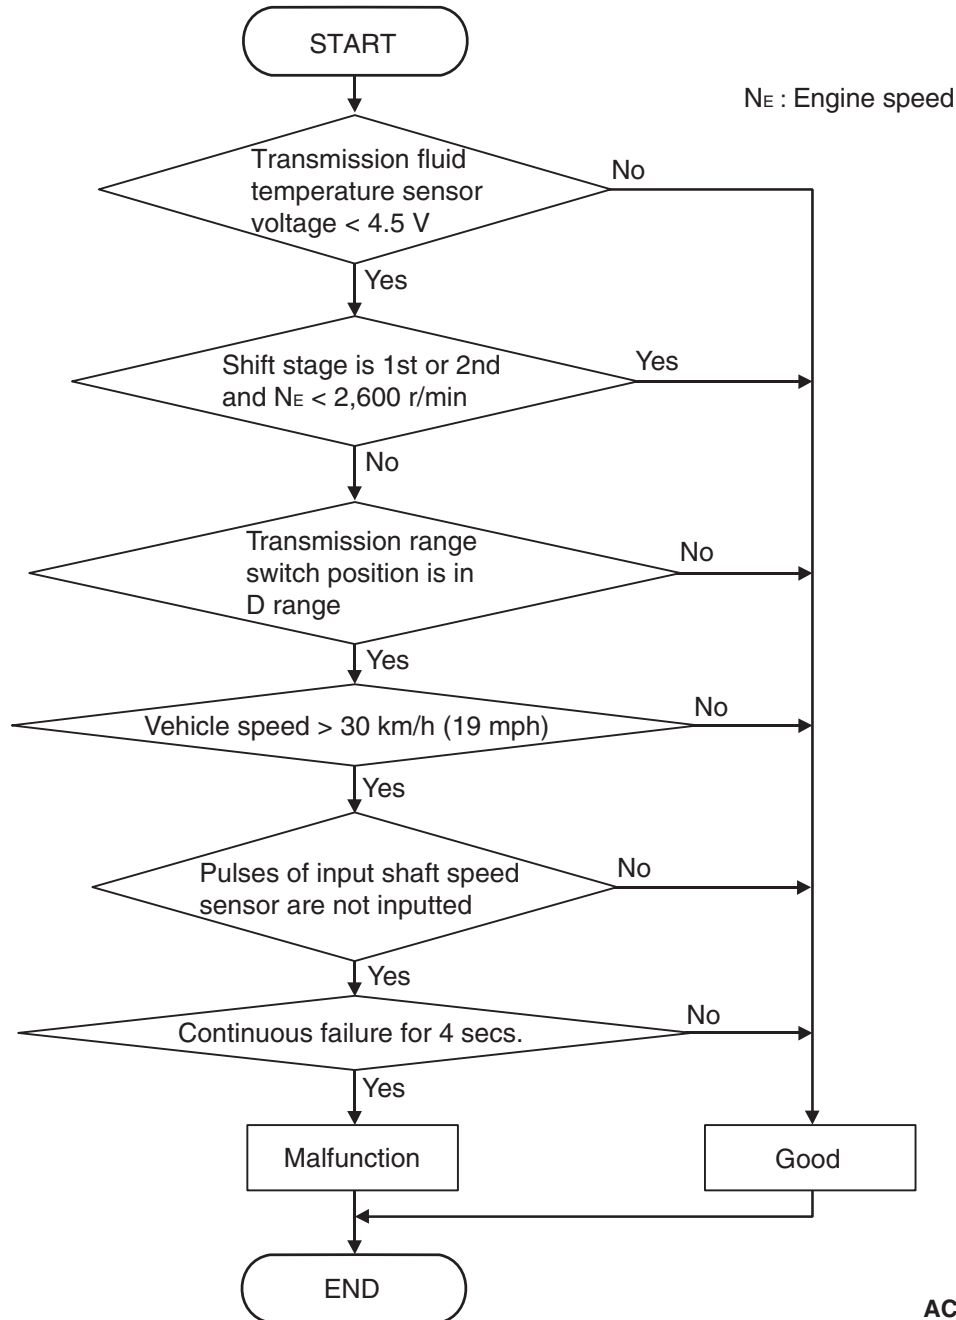 START
NE : Engine speed
Transmission fluid
temperature sensor
voltage < 4.5 V
No
Yes
Shift stage is 1st or 2nd
and NE < 2,600 r/min
Yes
No
Transmission range
switch position is in
D range
No
Yes
Vehicle speed > 30 km/h (19 mph)
No
Yes
Pulses of input shaft speed
sensor are not inputted
No
Yes
Continuous failure for 4 secs.
No
Yes
Malfunction
Good
END
AC